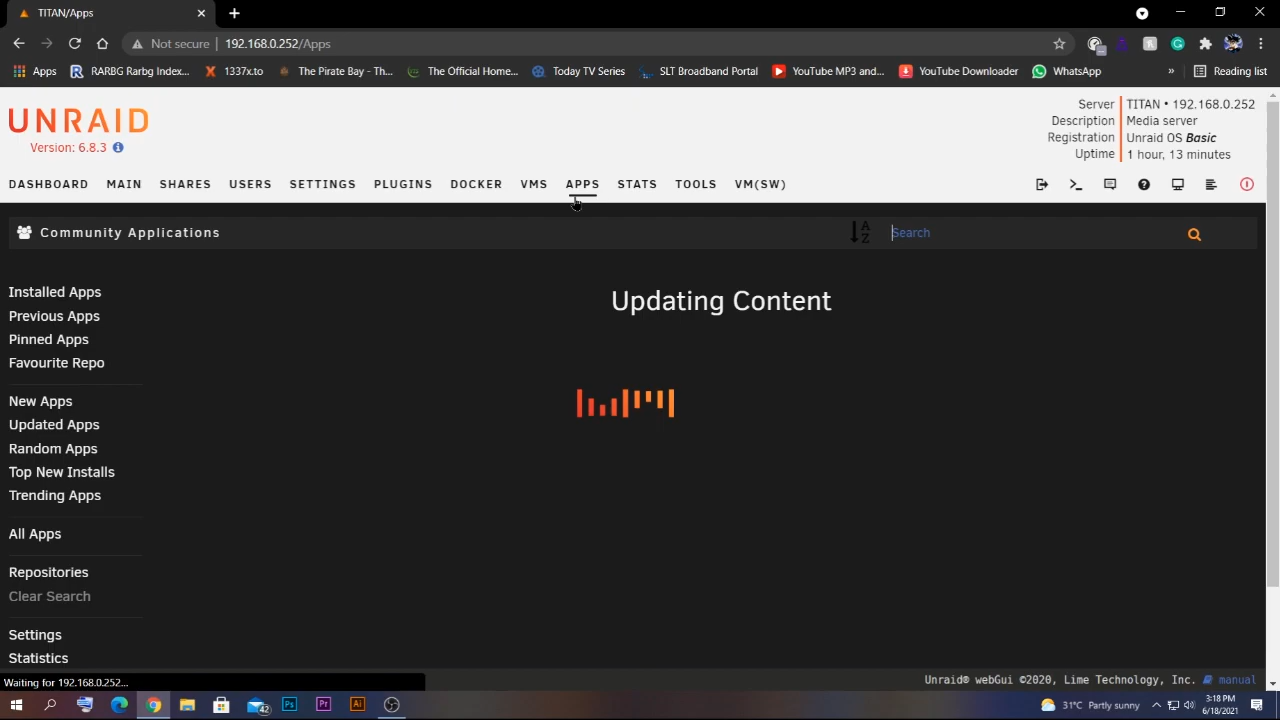 TITAN/Apps
Not secure 192.168.0.252/Apps
Apps RARBG Rarbg Index... 1337x.to The Pirate Bay - Th... The Official Home... Today TV Series SLT Broadband Portal YouTube MP3 and... YouTube Downloader WhatsApp » Reading list
UNRAID
Version: 6.8.3
Server TITAN • 192.168.0.252
Description Media server
Registration Unraid OS Basic
Uptime 1 hour, 13 minutes
DASHBOARD MAIN SHARES USERS SETTINGS PLUGINS DOCKER VMS APPS STATS TOOLS VM(SW)
Community Applications
A
Z
Search
Installed Apps
Previous Apps
Pinned Apps
Favourite Repo
New Apps
Updated Apps
Random Apps
Top New Installs
Trending Apps
All Apps
Repositories
Clear Search
Settings
Statistics
Updating Content
Waiting for 192.168.0.252...
Unraid® webGui ©2020, Lime Technology, Inc. manual
42 Ps Pr Ai
31°C Partly sunny
3:18 PM
6/18/2021